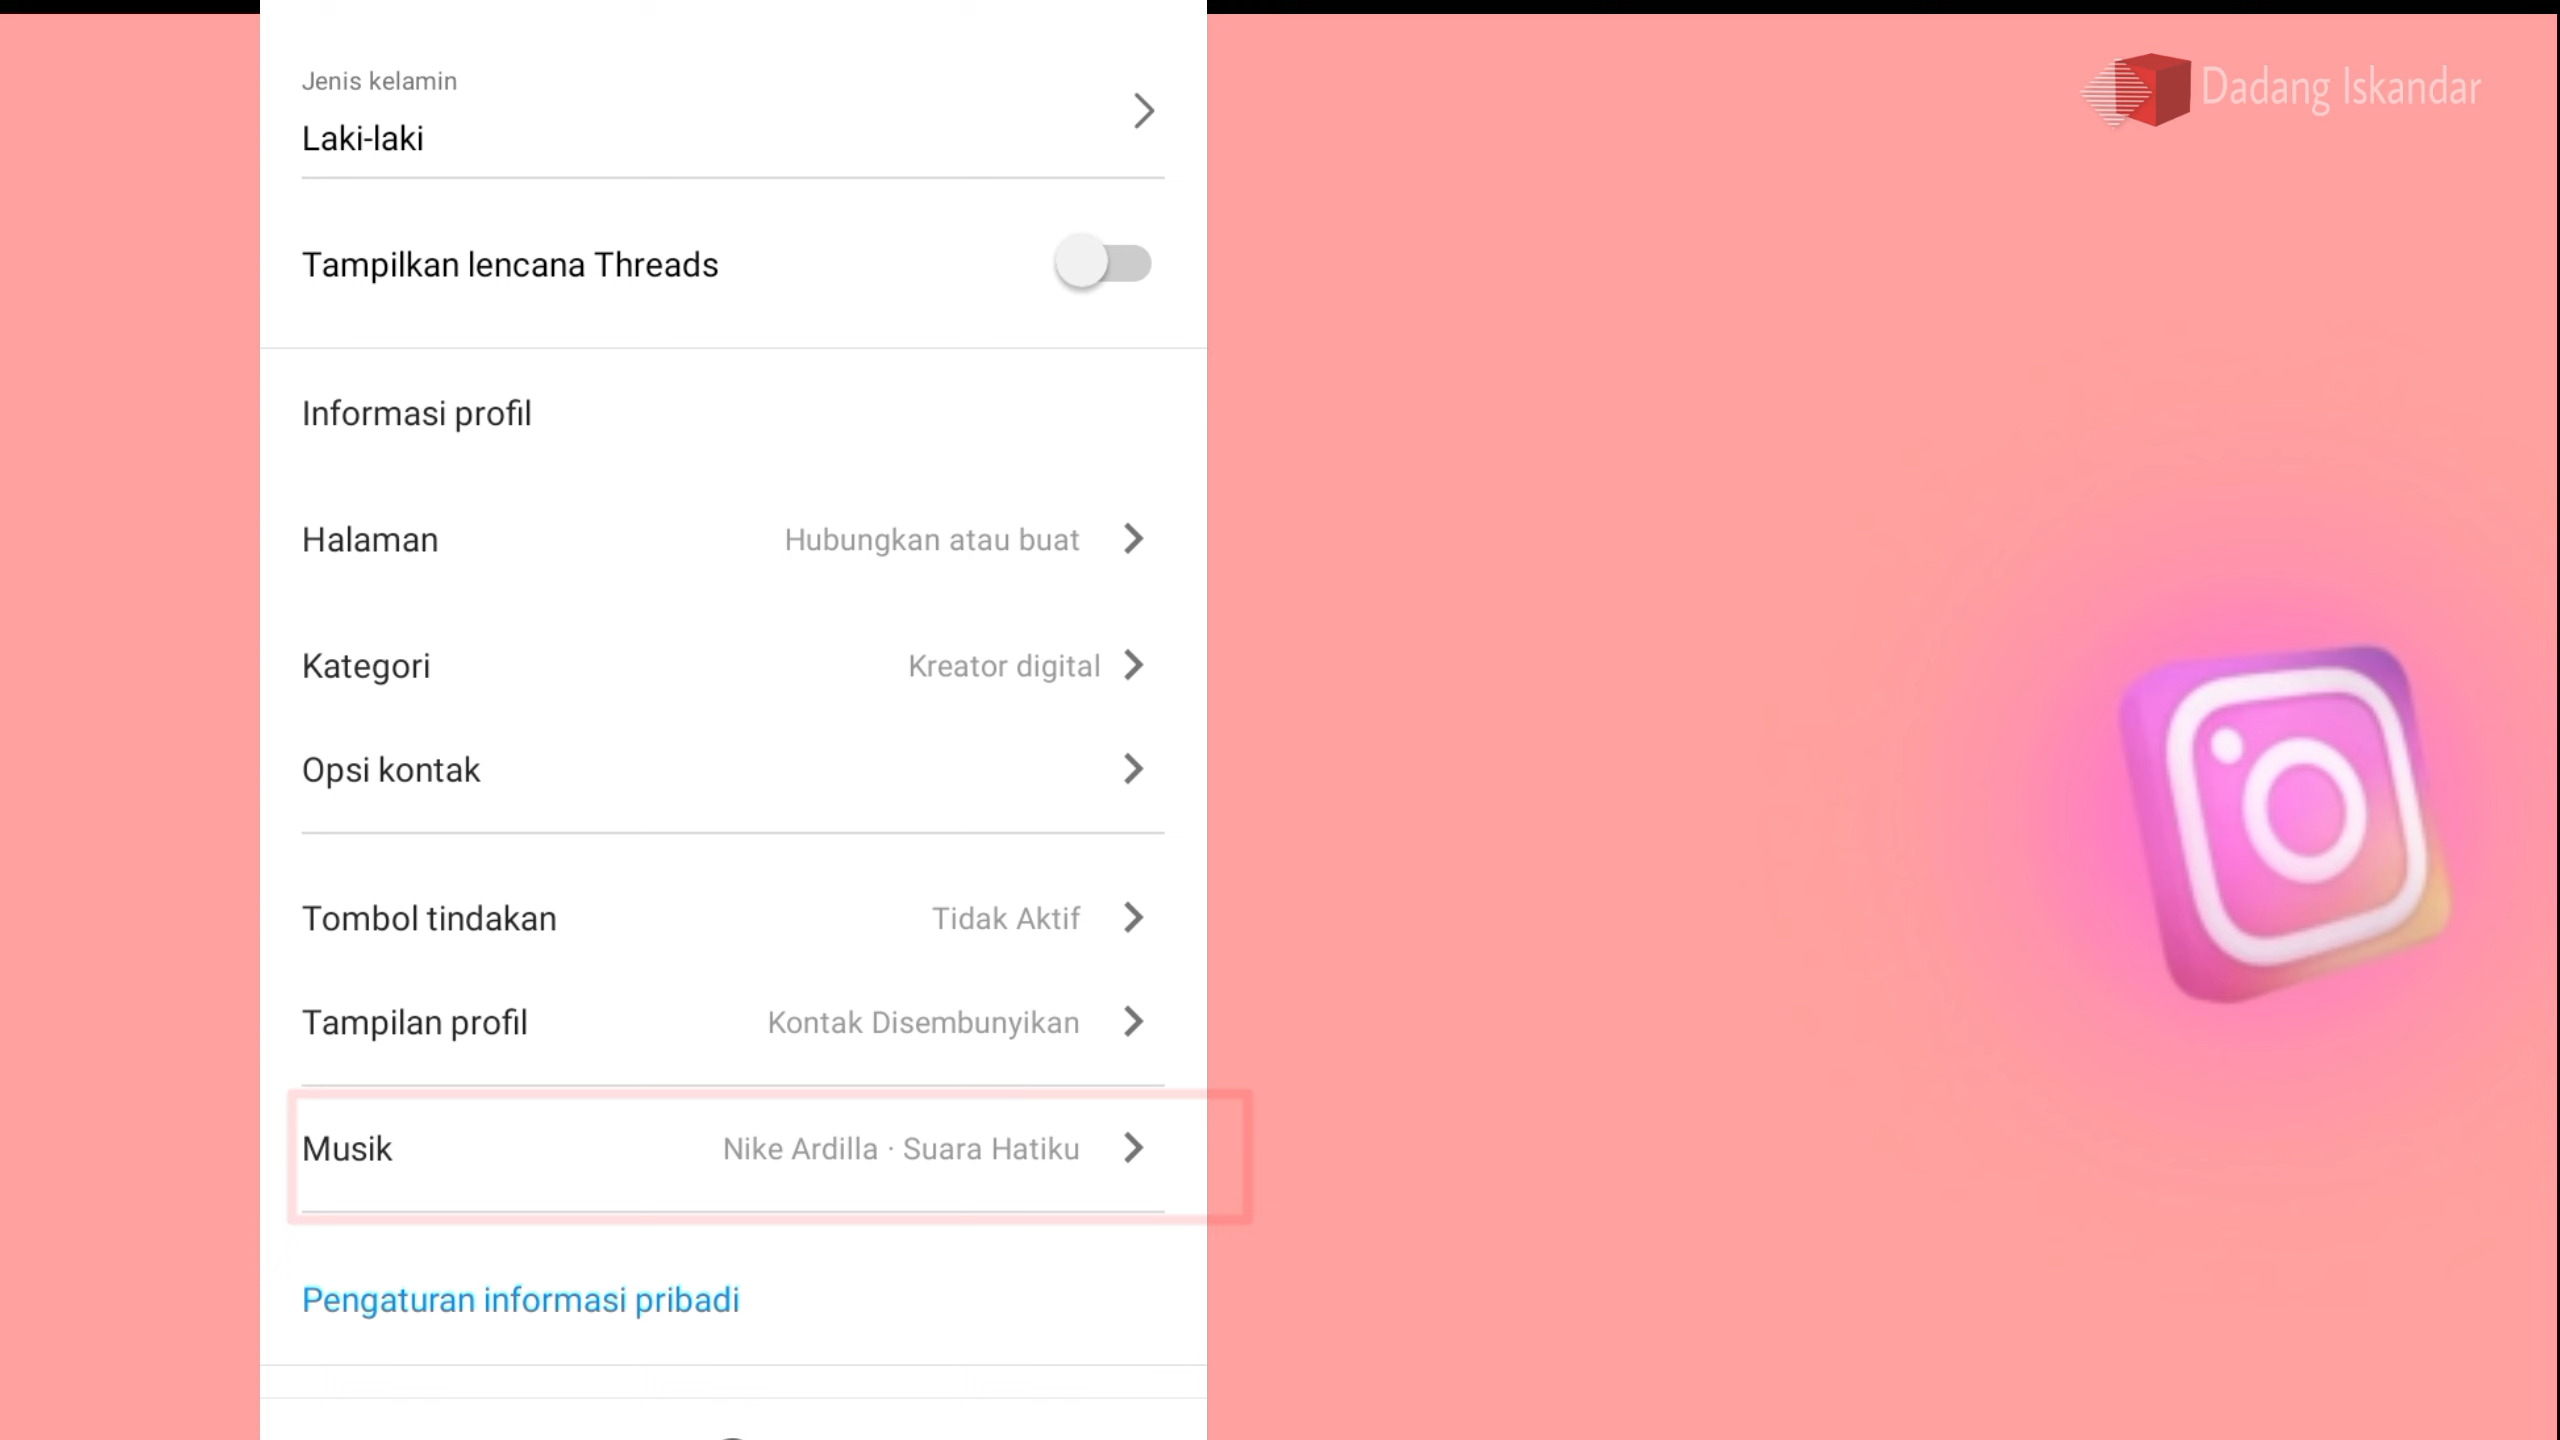 Dadang Iskandar
Jenis kelamin
Laki-laki
Tampilkan lencana Threads
Informasi profil
Halaman Hubungkan atau buat
Kategori Kreator digital
Opsi kontak
Tombol tindakan Tidak Aktif
Tampilan profil Kontak Disembunyikan
Musik Nike Ardilla · Suara Hatiku
Pengaturan informasi pribadi